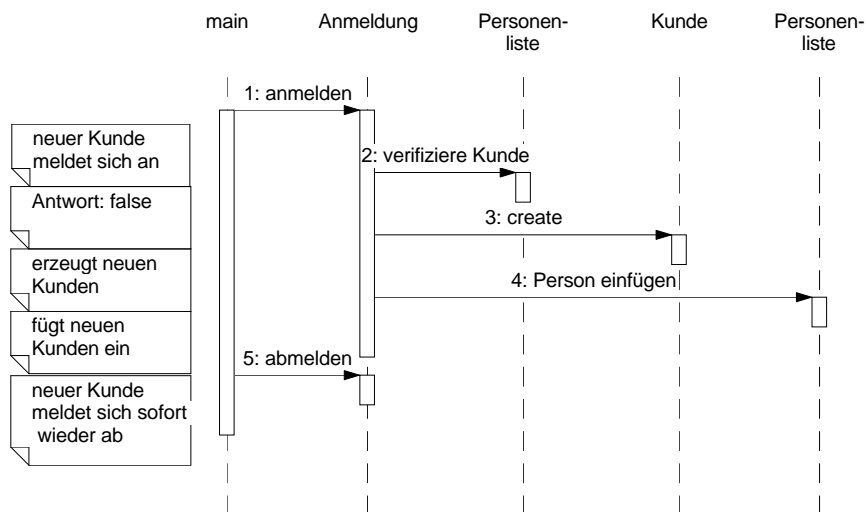 main
Anmeldung
Personen-
liste
Kunde
Personen-
liste
1: anmelden
neuer Kunde
meldet sich an
2: verifiziere Kunde
Antwort: false
3: create
erzeugt neuen
Kunden
4: Person einfügen
fügt neuen
Kunden ein
5: abmelden
neuer Kunde
meldet sich sofort
wieder ab